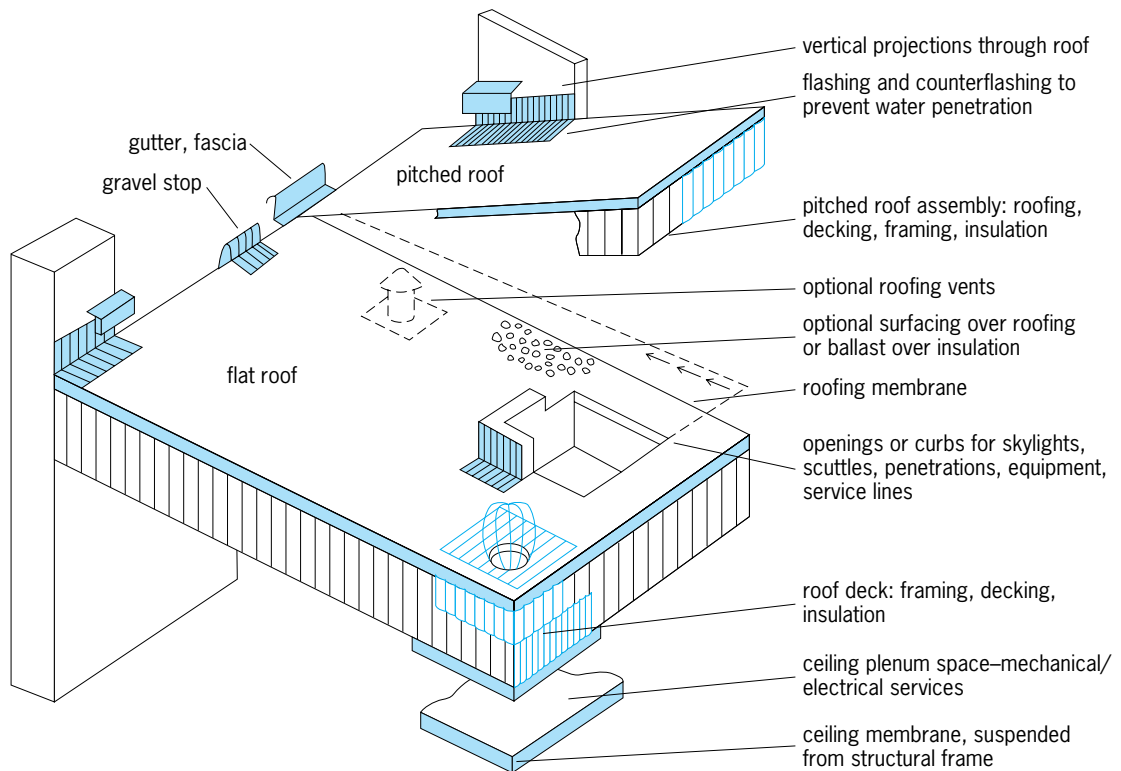 vertical projections through roof
flashing and counterflashing to
prevent water penetration
gutter, fascia
gravel stop
pitched roof
pitched roof assembly: roofing,
decking, framing, insulation
optional roofing vents
optional surfacing over roofing
or ballast over insulation
flat roof
roofing membrane
openings or curbs for skylights,
scuttles, penetrations, equipment,
service lines
roof deck: framing, decking,
insulation
ceiling plenum space–mechanical/
electrical services
ceiling membrane, suspended
from structural frame